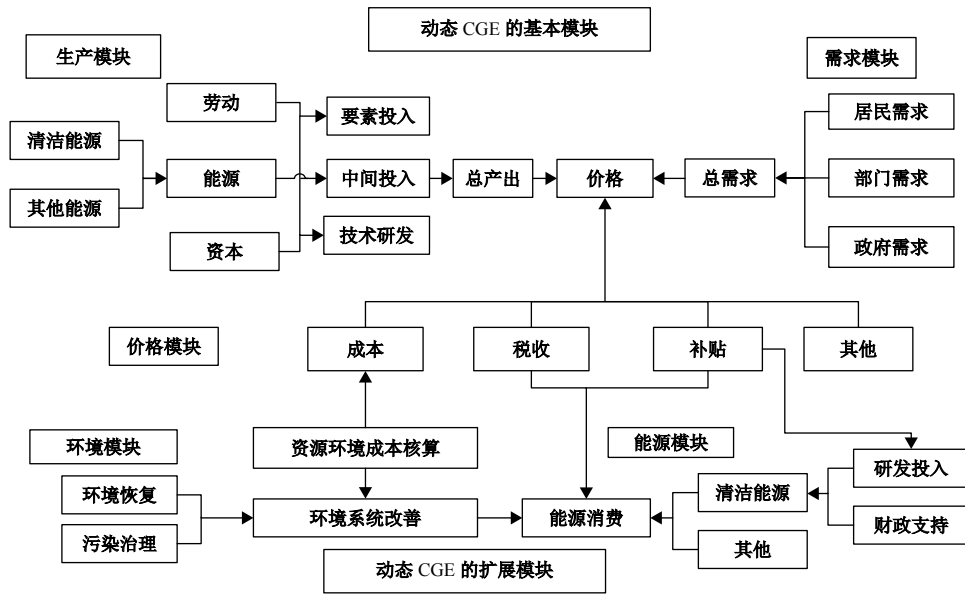 动态 CGE 的基本模块
生产模块
需求模块
劳动
要素投入
居民需求
清洁能源
能源
中间投入
总产出
价格
总需求
部门需求
其他能源
资本
技术研发
政府需求
价格模块
成本
税收
补贴
其他
环境模块
资源环境成本核算
能源模块
研发投入
环境恢复
清洁能源
环境系统改善
能源消费
财政支持
污染治理
其他
动态 CGE 的扩展模块